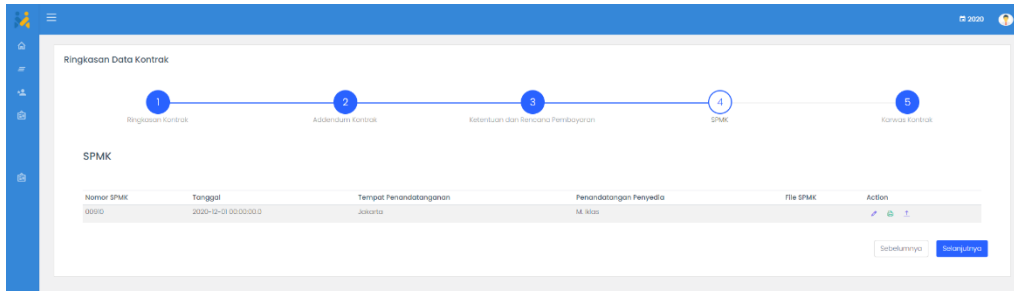 2020
Ringkasan Data Kontrak
1 2 3 4 5
Ringkasan Kontrak Addendum Kontrak Ketentuan dan Rencana Pembayaran SPMK Karwas Kontrak
SPMK
Nomor SPMK Tanggal Tempat Penandatanganan Penandatangan Penyedia File SPMK Action
2020-12-01 00:00:00.0 Jakarta M. Iklas
Sebelumnya Selanjutnya